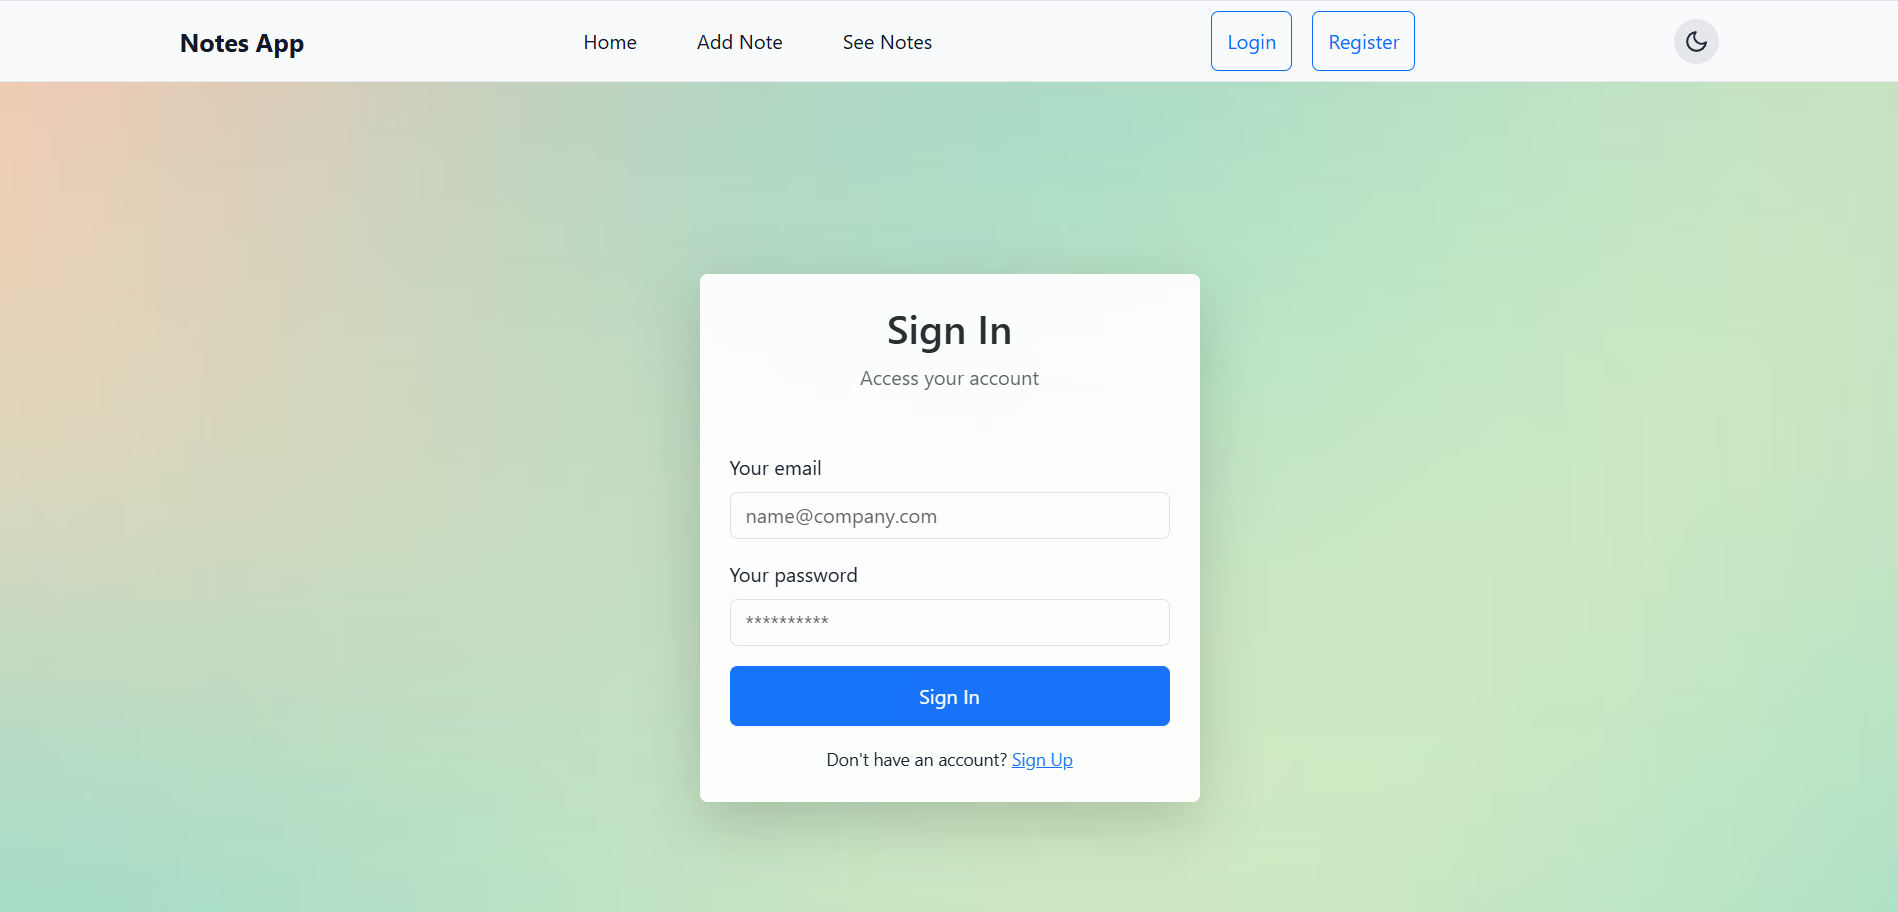 Notes App Home Add Note See Notes Login Register
Sign In
Access your account
Your email
name@company.com
Your password
**********
Sign In
Don't have an account? Sign Up